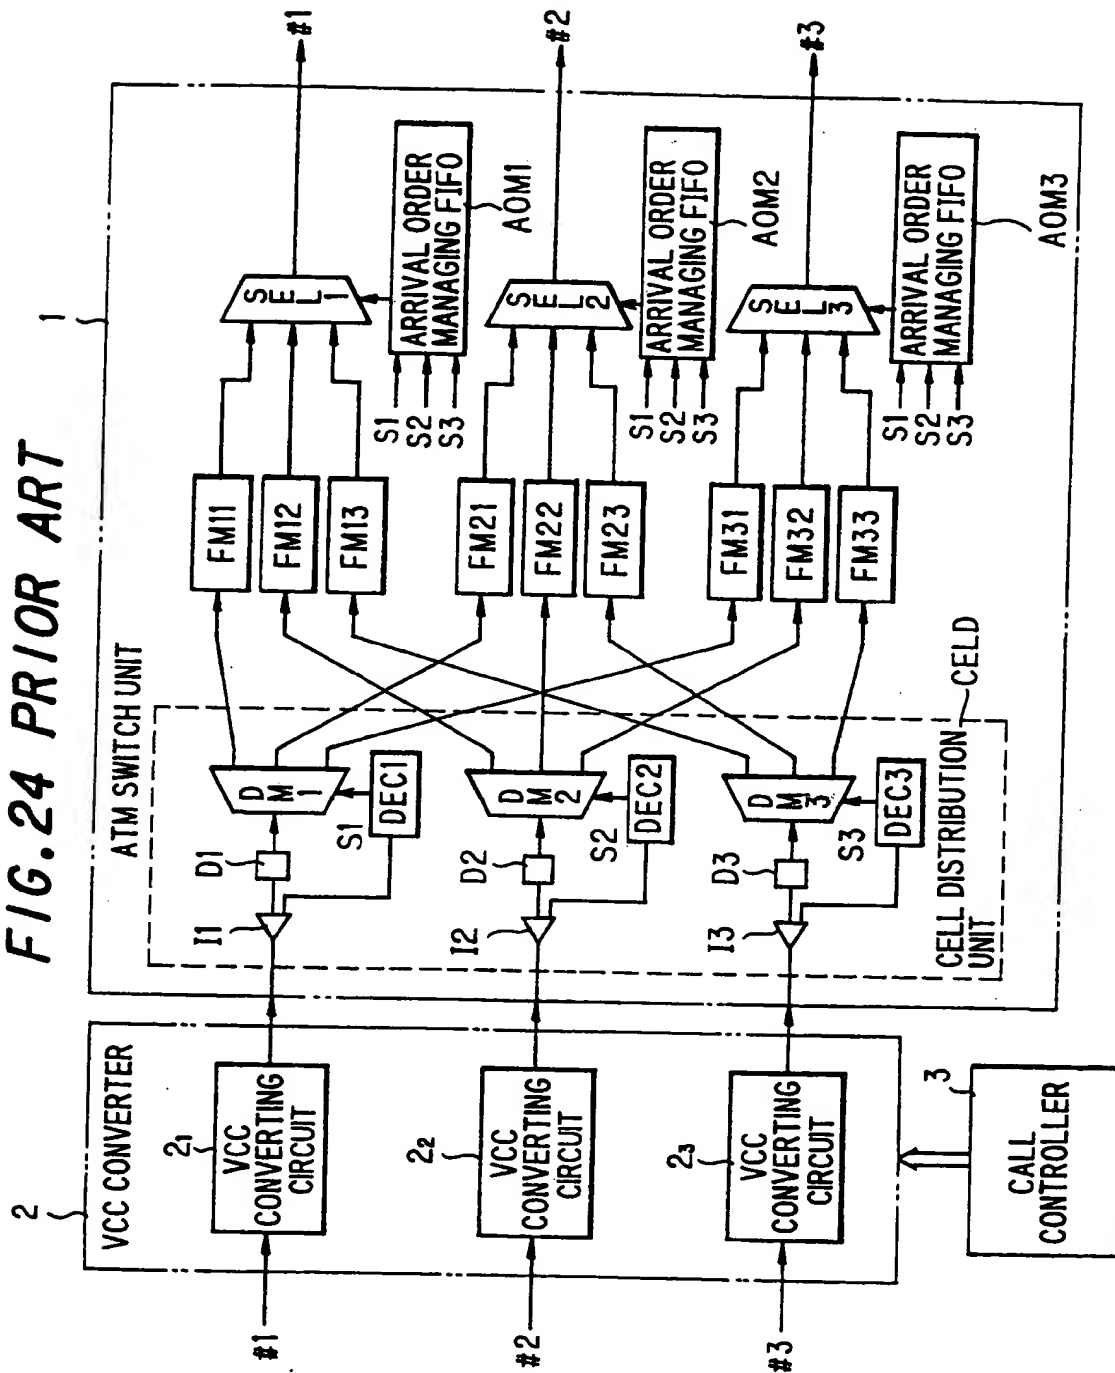 FIG.24 PRIOR ART
2
VCC CONVERTER
#1
2₁
VCC
CONVERTING
CIRCUIT
#2
2₂
VCC
CONVERTING
CIRCUIT
#3
2₃
VCC
CONVERTING
CIRCUIT
3
CALL
CONTROLLER
1
ATM SWITCH UNIT
I1
D1
DM1
S1
DEC1
I2
D2
DM2
S2
DEC2
I3
D3
DM3
S3
DEC3
CELL DISTRIBUTION
UNIT
CELD
FM11
FM12
FM13
FM21
FM22
FM23
FM31
FM32
FM33
SEL1
S1
S2
S3
ARRIVAL ORDER
MANAGING FIFO
AOM1
#1
SEL2
S1
S2
S3
ARRIVAL ORDER
MANAGING FIFO
AOM2
#2
SEL3
S1
S2
S3
ARRIVAL ORDER
MANAGING FIFO
AOM3
#3